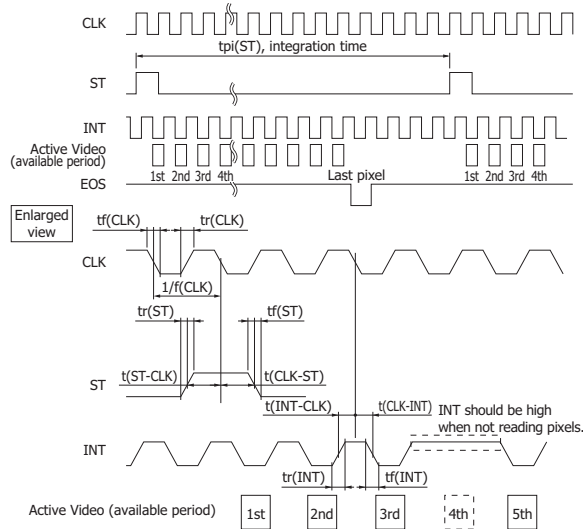 CLK
tpi(ST), integration time
ST
INT
Active Video
(available period)
1st 2nd 3rd 4th Last pixel 1st 2nd 3rd 4th
EOS
Enlarged
view
tf(CLK) tr(CLK)
CLK
1/f(CLK)
tr(ST) tf(ST)
t(ST-CLK) t(CLK-ST)
ST
t(INT-CLK) t(CLK-INT)
INT should be high
when not reading pixels.
INT
tr(INT) tf(INT)
Active Video (available period) 1st 2nd 3rd 4th 5th